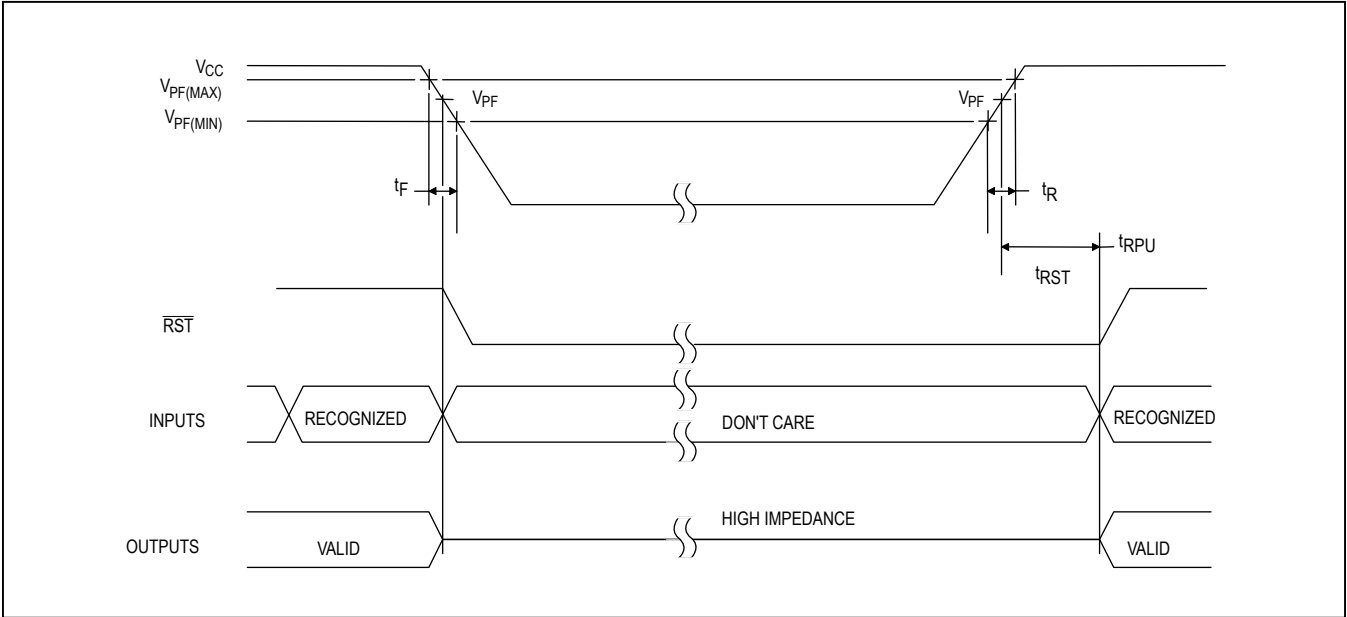 VCC
VPF(MAX)
VPF VPF
VPF(MIN)
tF tR
tRPU
tRST
RST
INPUTS RECOGNIZED DON'T CARE RECOGNIZED
HIGH IMPEDANCE
OUTPUTS VALID VALID